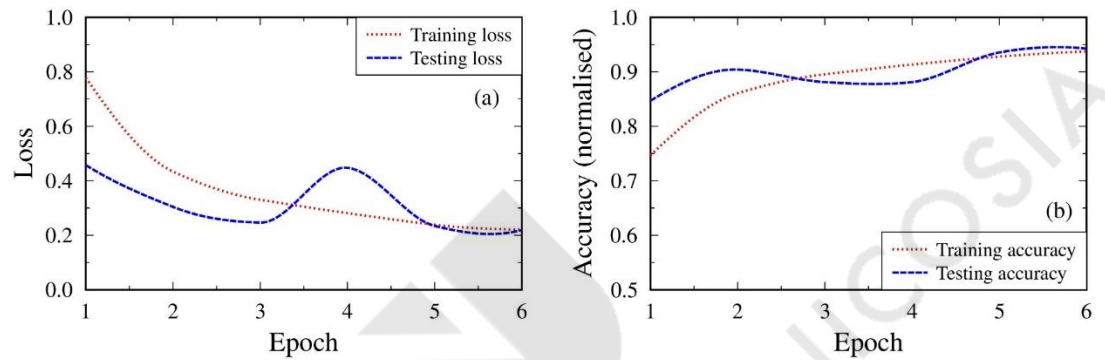 Loss
1.0
0.8
0.6
0.4
0.2
0.0
Training loss
Testing loss
(a)
1 2 3 4 5 6
Epoch
Accuracy (normalised)
1.0
0.9
0.8
0.7
0.6
0.5
(b)
Training accuracy
Testing accuracy
1 2 3 4 5 6
Epoch
ICOSIA